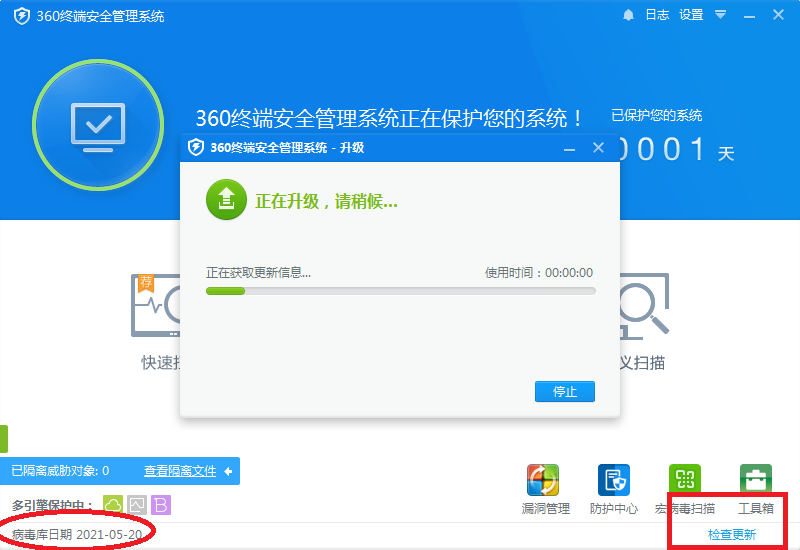 360终端安全管理系统
日志 设置
360终端安全管理系统正在保护您的系统！
已保护您的系统
0001 天
360终端安全管理系统 - 升级
正在升级，请稍候...
正在获取更新信息...
使用时间：00:00:00
停止
荐
快速扫
义扫描
已隔离威胁对象: 0 查看隔离文件
漏洞管理 防护中心 宏病毒扫描 工具箱
多引擎保护中：
B
病毒库日期 2021-05-20
检查更新